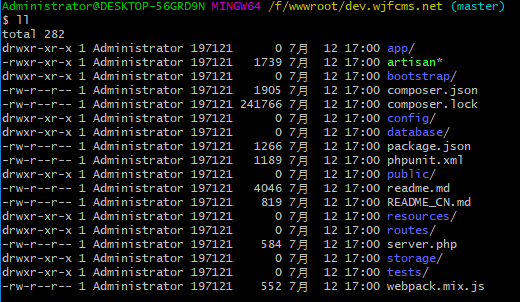 Administrator@DESKTOP-56GRD9N MINGW64 /f/wwwroot/dev.wjfcms.net (master)
$ ll
total 282
drwxr-xr-x 1 Administrator 197121      0 7月  12 17:00 app/
-rwxr-xr-x 1 Administrator 197121   1739 7月  12 17:00 artisan*
drwxr-xr-x 1 Administrator 197121      0 7月  12 17:00 bootstrap/
-rw-r--r-- 1 Administrator 197121   1905 7月  12 17:00 composer.json
-rw-r--r-- 1 Administrator 197121 241766 7月  12 17:00 composer.lock
drwxr-xr-x 1 Administrator 197121      0 7月  12 17:00 config/
drwxr-xr-x 1 Administrator 197121      0 7月  12 17:00 database/
-rw-r--r-- 1 Administrator 197121   1266 7月  12 17:00 package.json
-rw-r--r-- 1 Administrator 197121   1189 7月  12 17:00 phpunit.xml
drwxr-xr-x 1 Administrator 197121      0 7月  12 17:00 public/
-rw-r--r-- 1 Administrator 197121   4046 7月  12 17:00 readme.md
-rw-r--r-- 1 Administrator 197121    819 7月  12 17:00 README_CN.md
drwxr-xr-x 1 Administrator 197121      0 7月  12 17:00 resources/
drwxr-xr-x 1 Administrator 197121      0 7月  12 17:00 routes/
-rw-r--r-- 1 Administrator 197121    584 7月  12 17:00 server.php
drwxr-xr-x 1 Administrator 197121      0 7月  12 17:00 storage/
drwxr-xr-x 1 Administrator 197121      0 7月  12 17:00 tests/
-rw-r--r-- 1 Administrator 197121    552 7月  12 17:00 webpack.mix.js